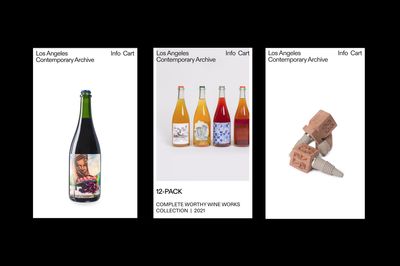 Los Angeles
Contemporary Archive
Info Cart
Los Angeles
Contemporary Archive
Info Cart
12-PACK
COMPLETE WORTHY WINE WORKS
COLLECTION | 2021
Los Angeles
Contemporary Archive
Info Cart